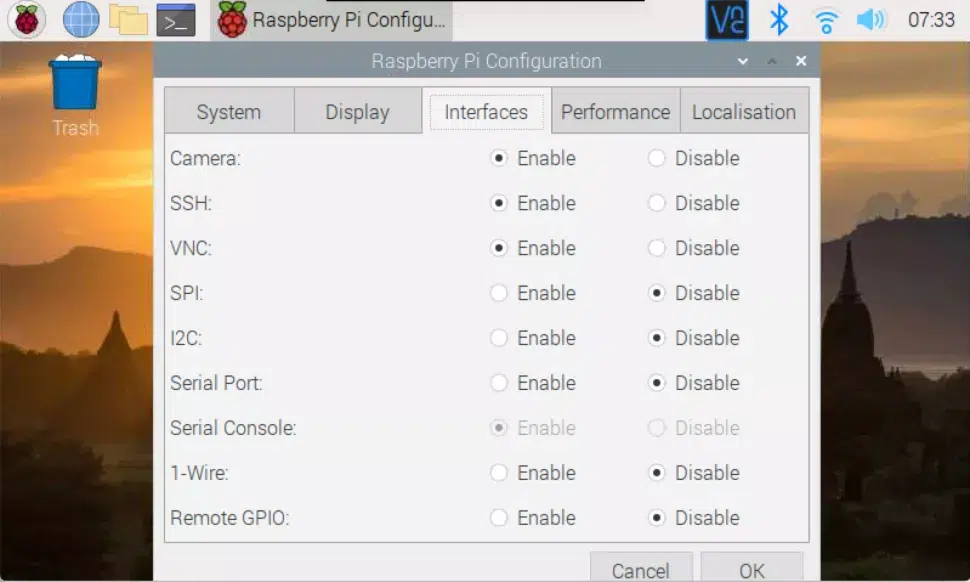 Raspberry Pi Configu... VNC 07:33
Raspberry Pi Configuration
Trash
System Display Interfaces Performance Localisation
Camera: Enable Disable
SSH: Enable Disable
VNC: Enable Disable
SPI: Enable Disable
I2C: Enable Disable
Serial Port: Enable Disable
Serial Console: Enable Disable
1-Wire: Enable Disable
Remote GPIO: Enable Disable
Cancel OK